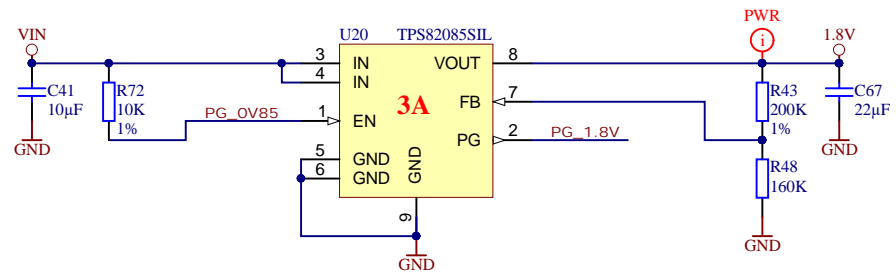 VIN
C41
10µF
GND
R72
10K
1%
PG_0V85
U20
TPS82085SIL
3
IN
4
IN
1
EN
5
GND
6
GND
GND
9
GND
3A
VOUT
8
FB
7
PG
2
PG_1.8V
PWR
i
R43
200K
1%
R48
160K
GND
1.8V
C67
22µF
GND